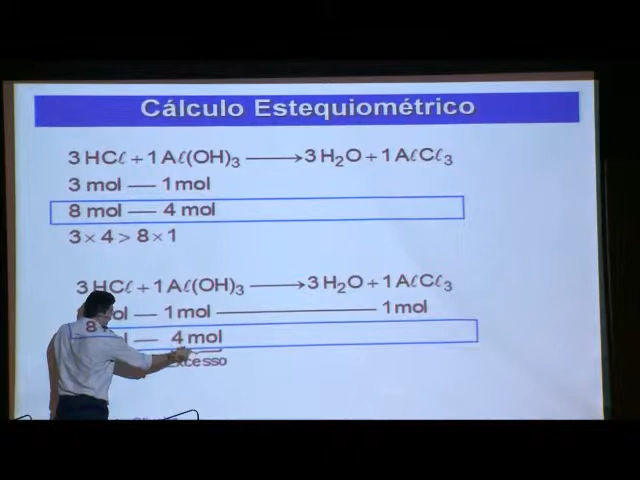 Cálculo Estequiométrico
3 HCℓ + 1 Aℓ(OH)₃ ⟶ 3 H₂O + 1 AℓCℓ₃
3 mol — 1 mol
8 mol — 4 mol
3 × 4 > 8 × 1
3 HCℓ + 1 Aℓ(OH)₃ ⟶ 3 H₂O + 1 AℓCℓ₃
— 1 mol ——— 1 mol
8 — 4 mol
Excesso